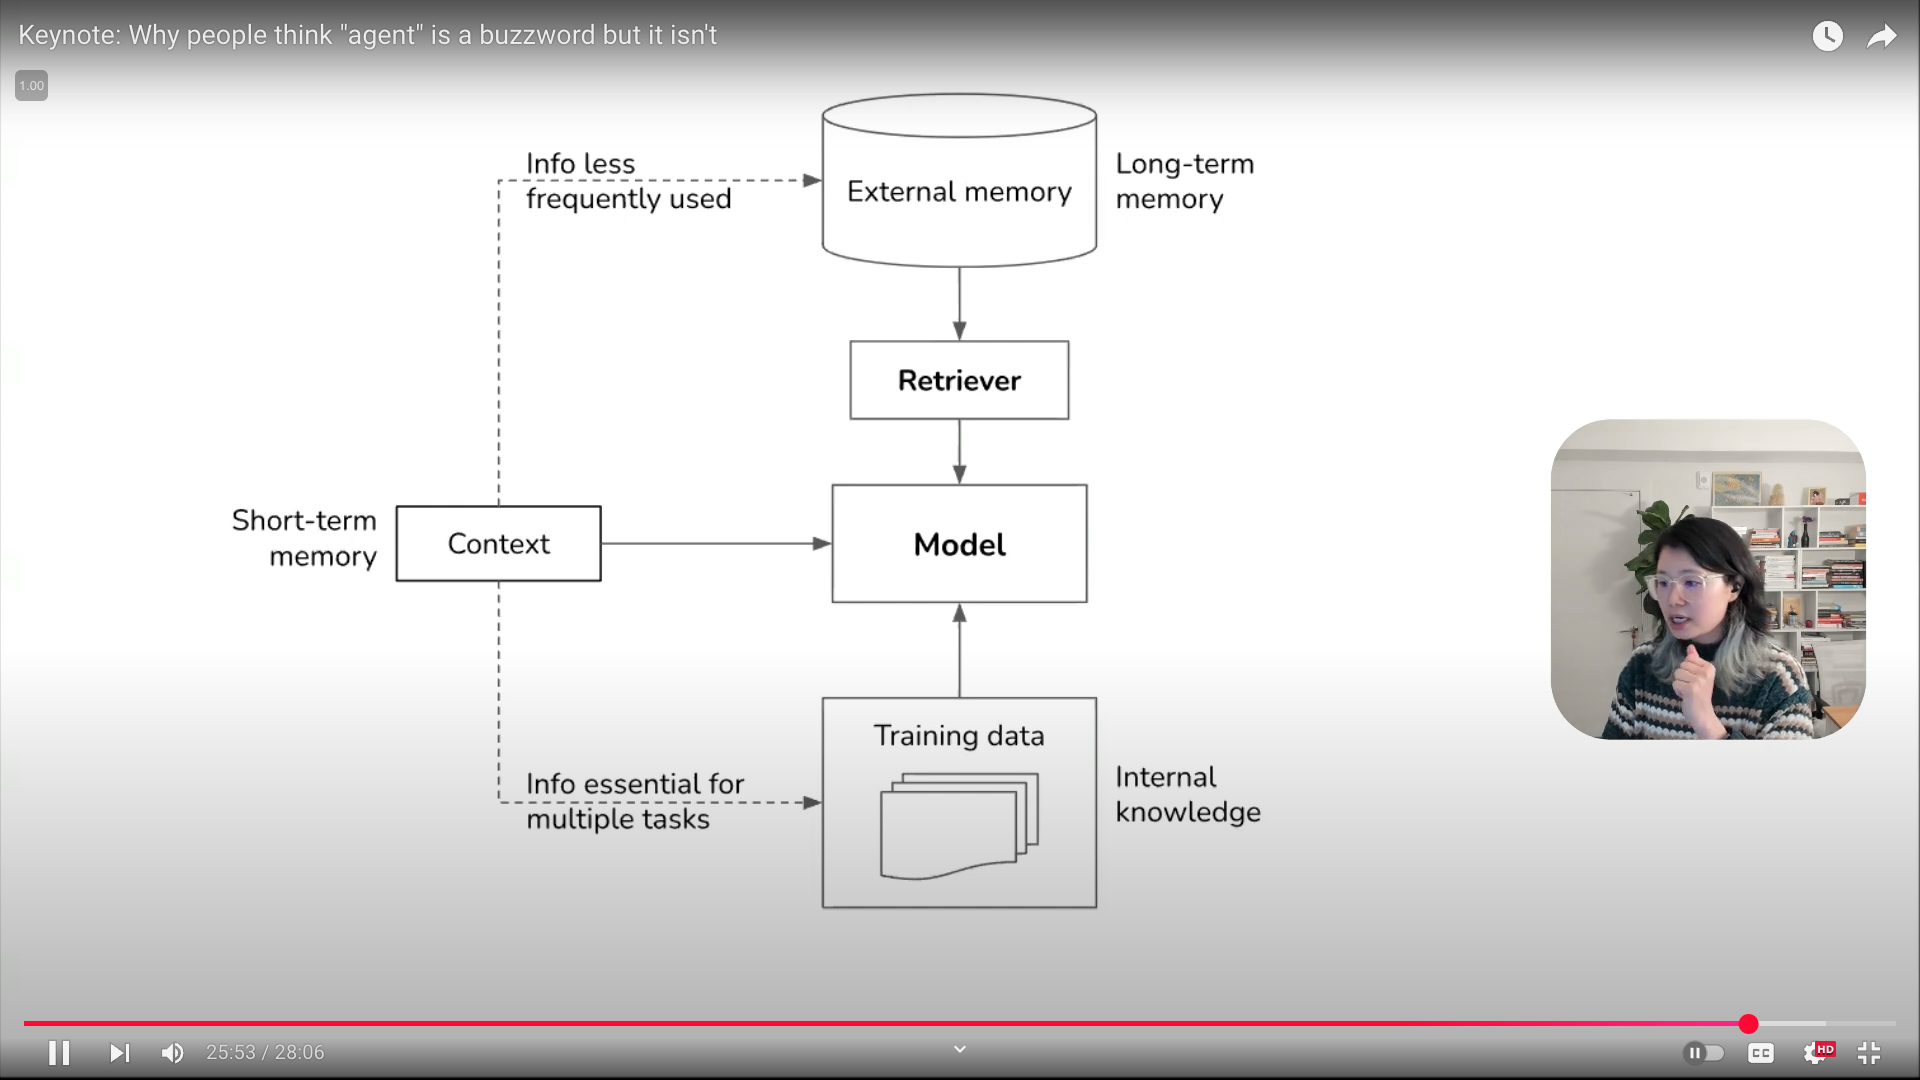 Keynote: Why people think "agent" is a buzzword but it isn't
1.00
Info less
frequently used
External memory
Long-term
memory
Retriever
Short-term
memory
Context
Model
Training data
Info essential for
multiple tasks
Internal
knowledge
25:53 / 28:06
CC
HD